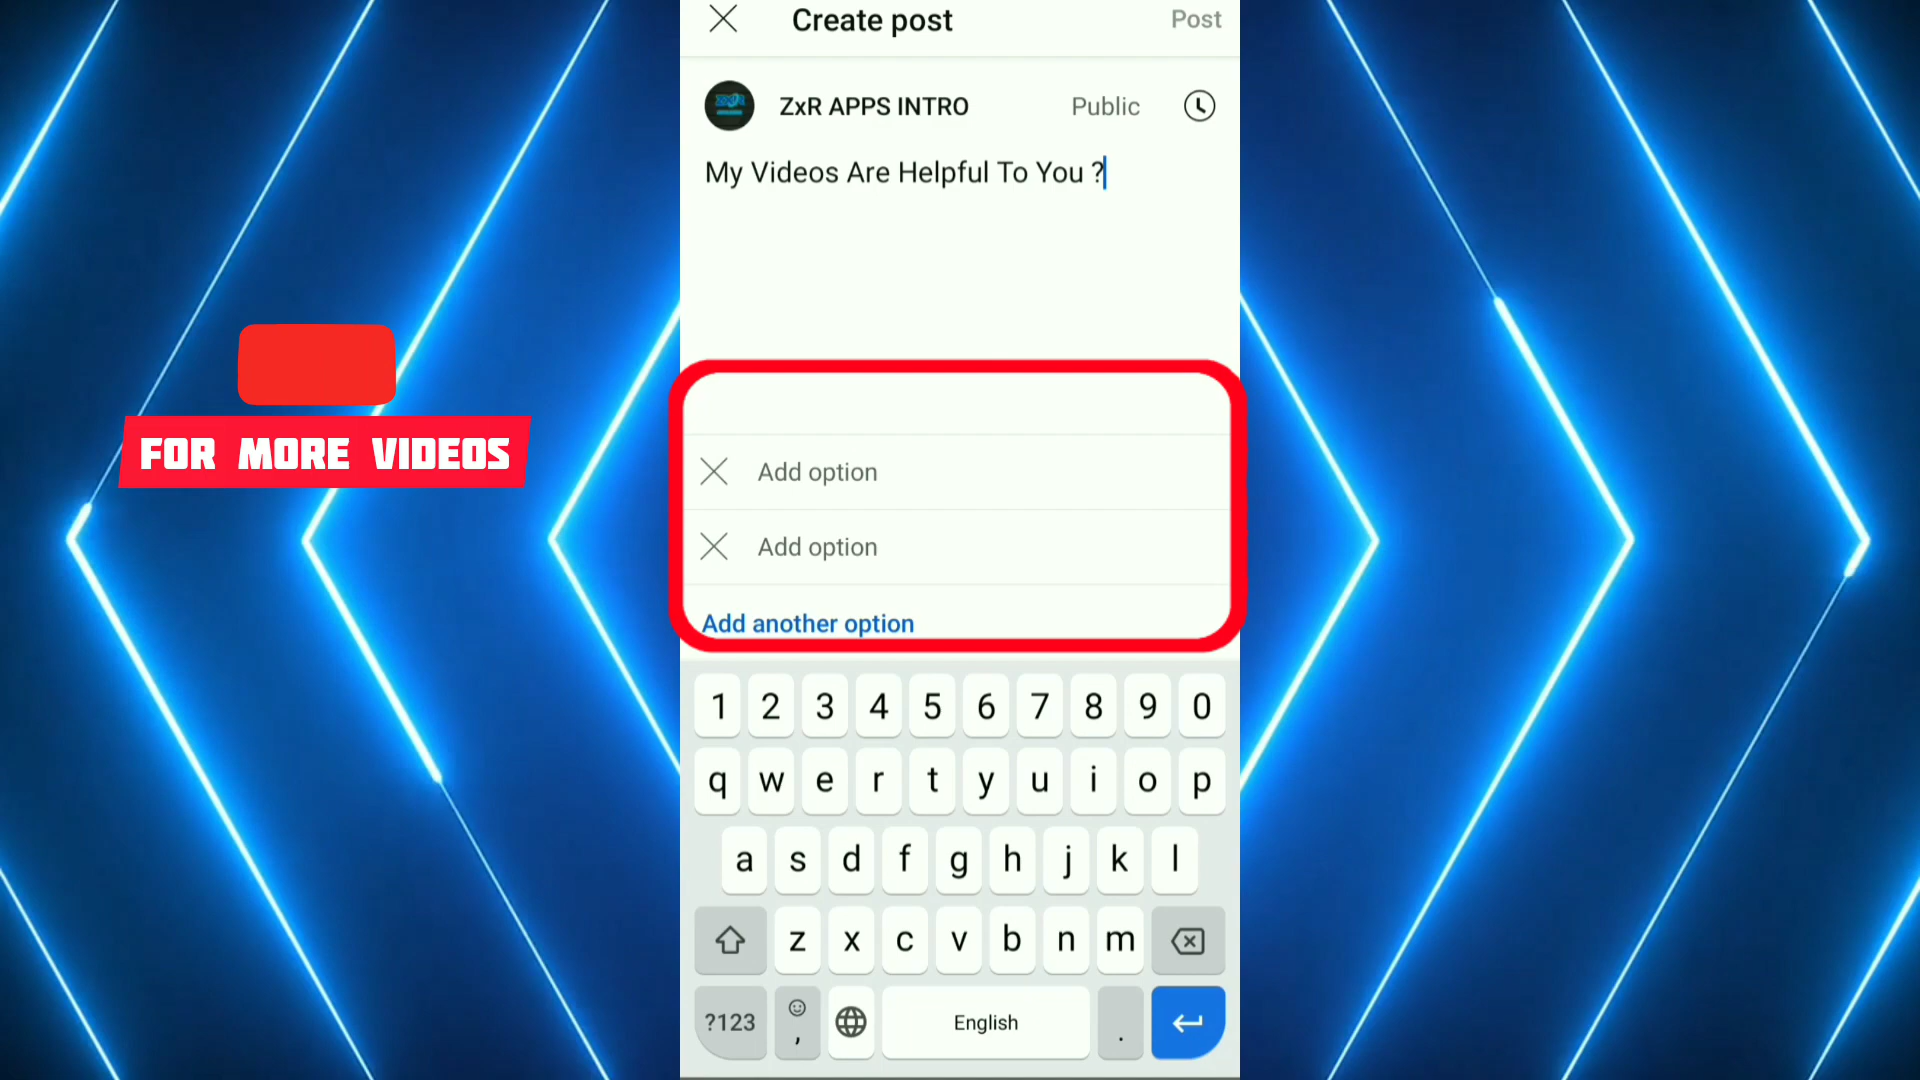 Create post
Post
ZxR APPS INTRO
Public
My Videos Are Helpful To You ?
FOR MORE VIDEOS
Add option
Add option
Add another option
1 2 3 4 5 6 7 8 9 0
q w e r t y u i o p
a s d f g h j k l
z x c v b n m
?123 , English .